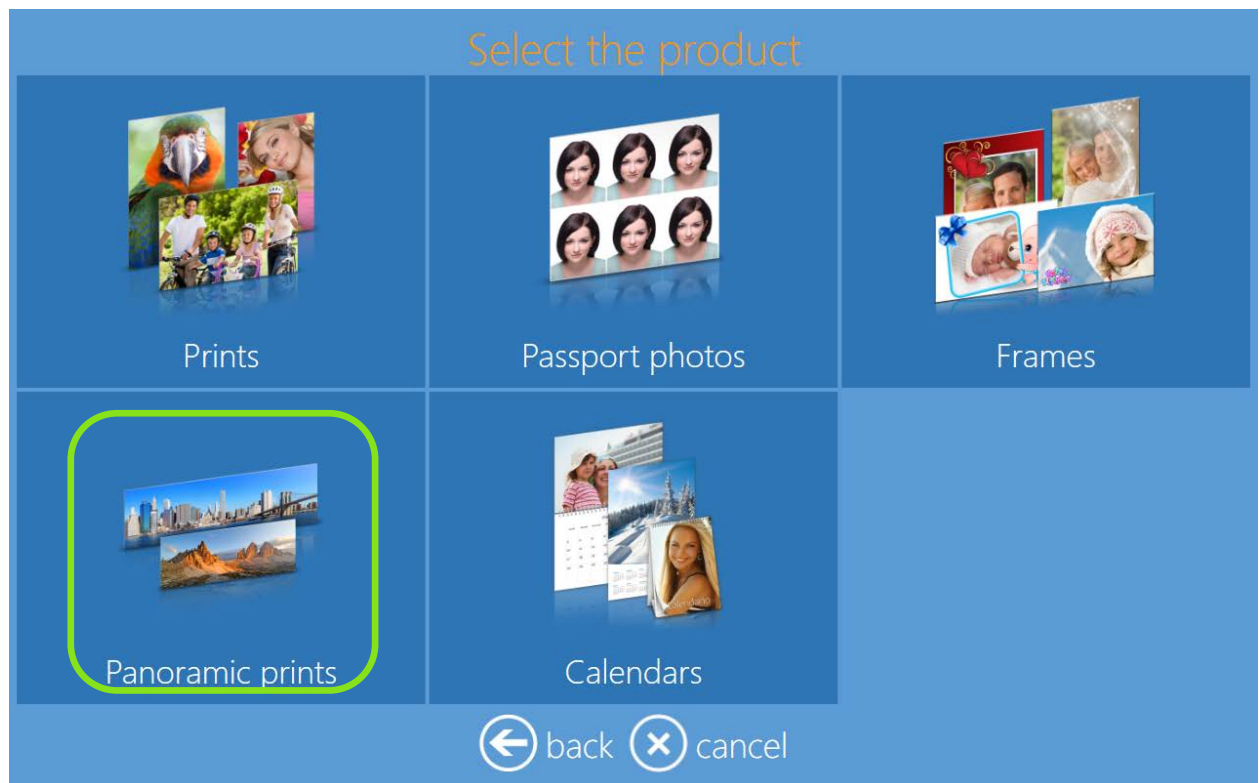 Select the product
Prints
Passport photos
Frames
Panoramic prints
Calendars
back
cancel